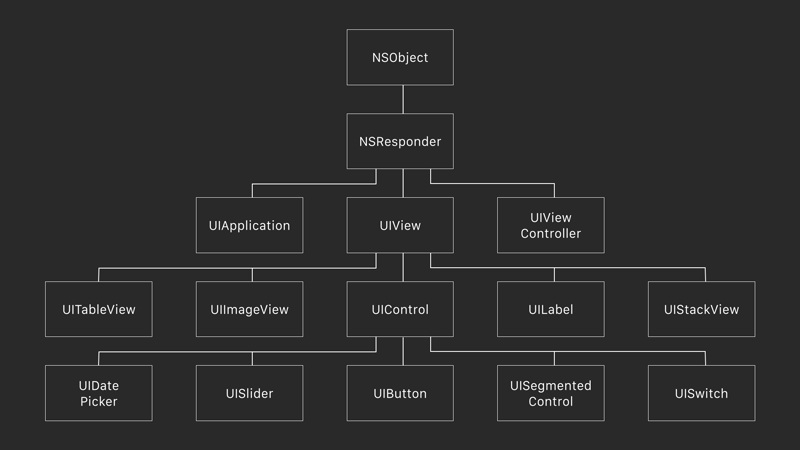 NSObject
NSResponder
UIApplication
UIView
UIView
Controller
UITableView
UIImageView
UIControl
UILabel
UIStackView
UIDate
Picker
UISlider
UIButton
UISegmented
Control
UISwitch